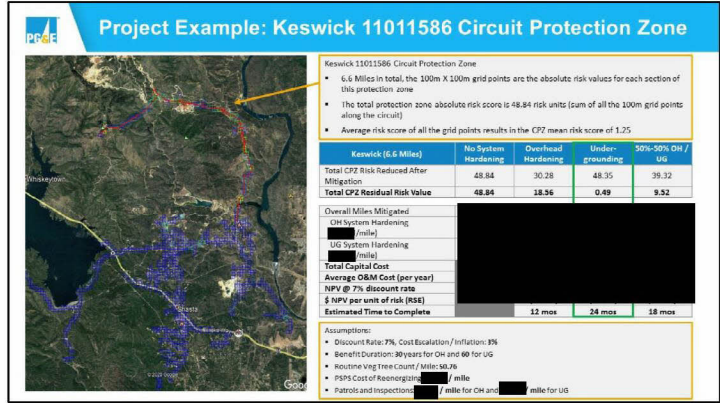 PG&E
Project Example: Keswick 11011586 Circuit Protection Zone
Keswick 11011586 Circuit Protection Zone
▪ 6.6 Miles in total, the 100m X 100m grid points are the absolute risk values for each section of
this protection zone
▪ The total protection zone absolute risk is 48.84 risk units (sum of all the 100m grid points
along the circuit)
▪ Average risk score of all the grid points results in the CPZ mean risk score of 1.25
Keswick (6.6 Miles) No System Hardening Overhead Hardening Under-grounding 50%-50% OH / UG
Total CPZ Risk Reduced After Mitigation 48.84 30.28 48.35 39.32
Total CPZ Residual Risk Value 48.84 18.56 0.49 9.52
Overall Miles Mitigated
OH System Hardening
/mile)
UG System Hardening
/mile)
Total Capital Cost
Average O&M Cost (per year)
NPV @ 7% discount rate
$ NPV per unit of risk (RSE)
Estimated Time to Complete 12 mos 24 mos 18 mos
Assumptions:
▪ Discount Rate: 7%, Cost Escalation / Inflation: 3%
▪ Benefit Duration: 30 years for OH and 60 for UG
▪ Routine Veg Tree Count / Mile: 50.76
▪ PSPS Cost of Reenergizing / mile
▪ Patrols and Inspections: / mile for OH and / mile for UG
Whiskeytown
Shasta
Goo